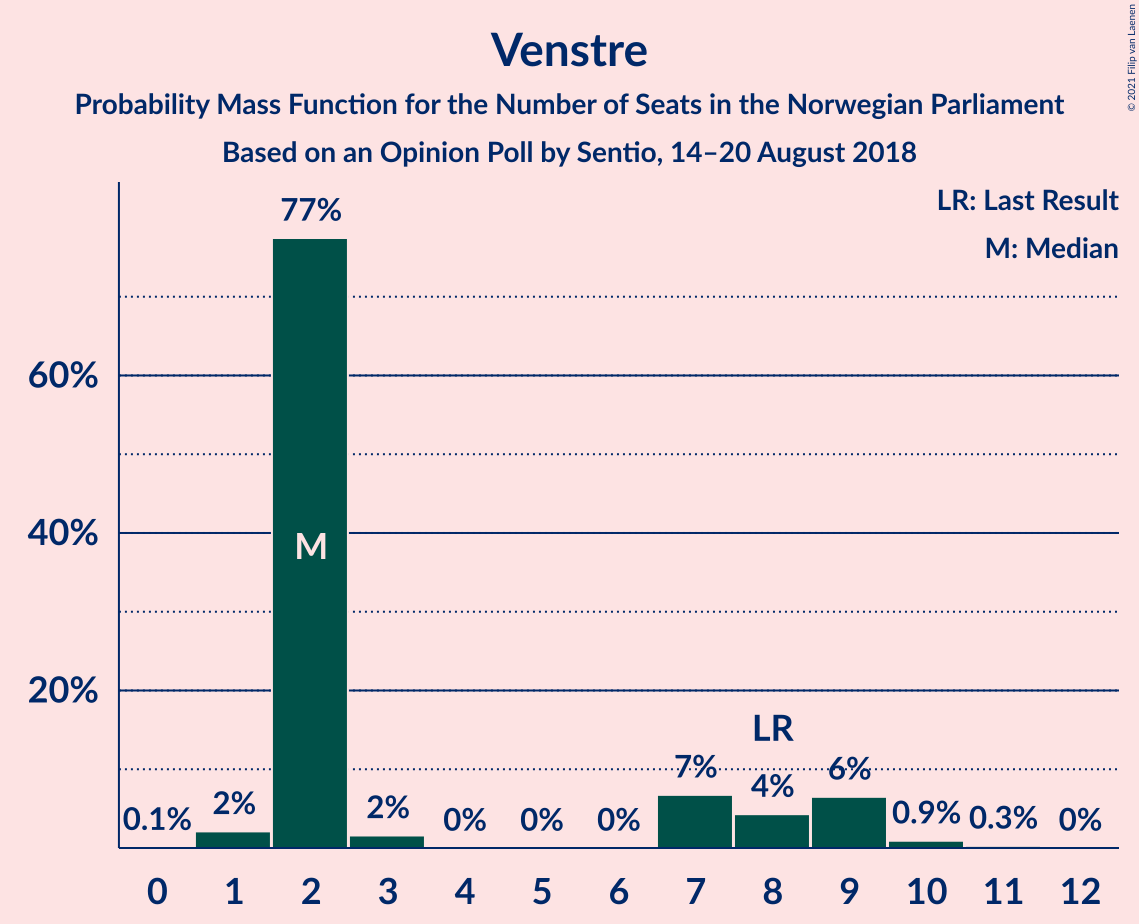 Venstre
Probability Mass Function for the Number of Seats in the Norwegian Parliament
Based on an Opinion Poll by Sentio, 14–20 August 2018
© 2021 Filip van Laenen
LR: Last Result
M: Median
77%
60%
40%
20%
M
LR
0.1%
2%
2%
0%
0%
0%
7%
4%
6%
0.9%
0.3%
0%
0 1 2 3 4 5 6 7 8 9 10 11 12